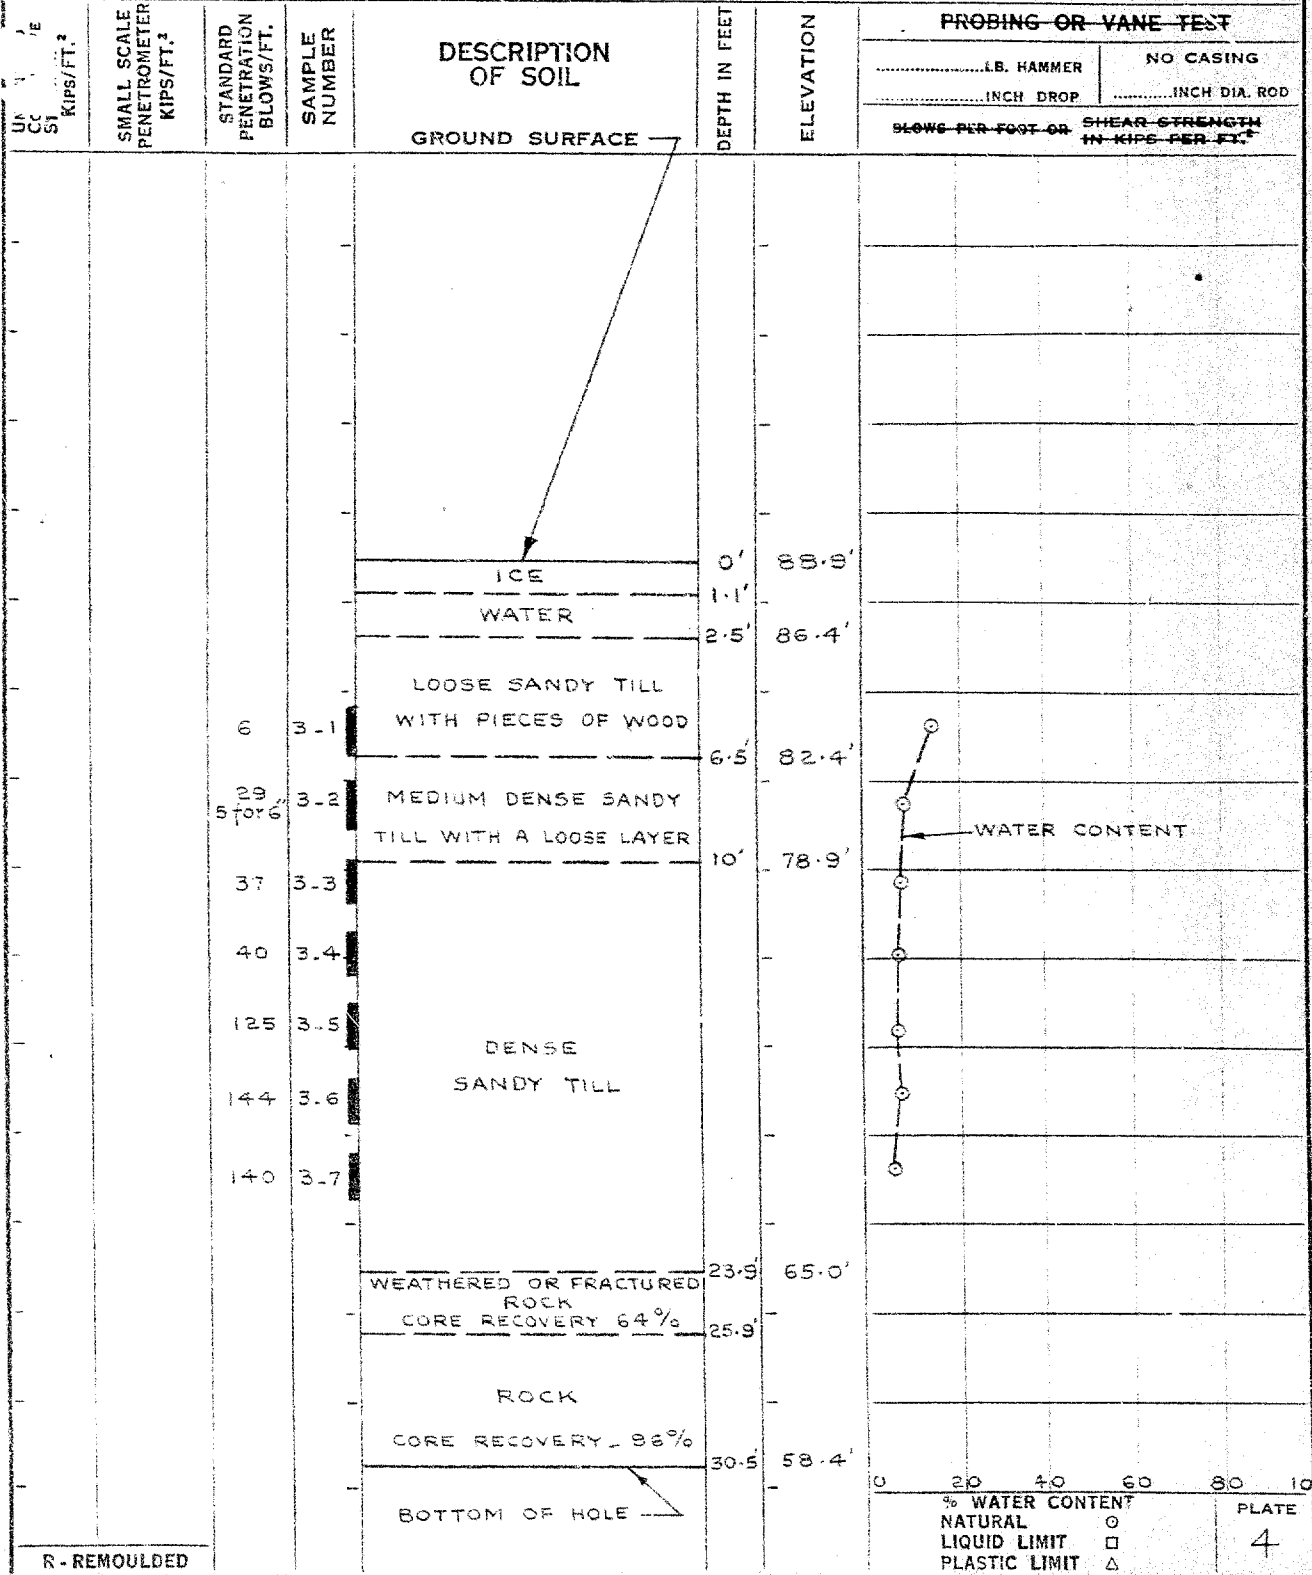 KIPS/FT.²
SMALL SCALE
PENETROMETER
KIPS/FT.²
STANDARD
PENETRATION
BLOWS/FT.
SAMPLE
NUMBER
DESCRIPTION
OF SOIL
GROUND SURFACE
DEPTH IN FEET
ELEVATION
PROBING OR VANE TEST
LB. HAMMER
INCH DROP
NO CASING
INCH DIA. ROD
BLOWS PER FOOT OR SHEAR STRENGTH
IN KIPS PER FT.²
0' 88.9'
ICE
1.1'
WATER
2.5' 86.4'
LOOSE SANDY TILL
6 3-1 WITH PIECES OF WOOD
6.5' 82.4'
29 3-2 MEDIUM DENSE SANDY
5 for 6"
TILL WITH A LOOSE LAYER
WATER CONTENT
10' 78.9'
37 3-3
40 3.4
125 3-5
DENSE
SANDY TILL
144 3.6
140 3-7
23.9' 65.0'
WEATHERED OR FRACTURED
ROCK
CORE RECOVERY 64%
25.9'
ROCK
CORE RECOVERY -
30.5' 58.4'
BOTTOM OF HOLE
0 20 40 60 80 10
% WATER CONTENT
NATURAL ⊙
LIQUID LIMIT □
PLASTIC LIMIT △
PLATE
4
R - REMOULDED